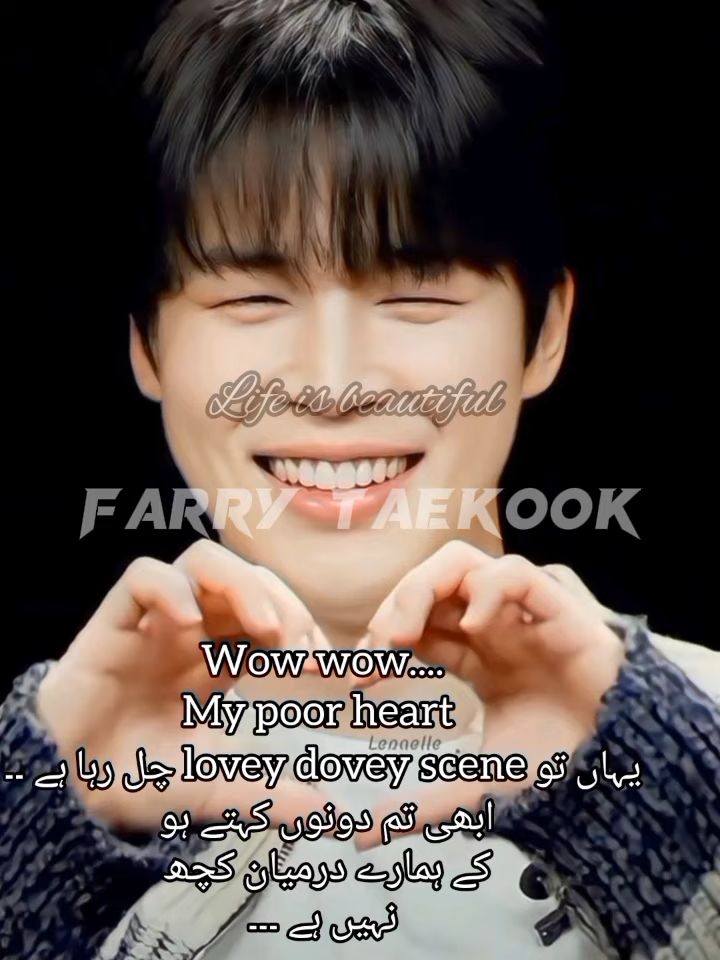 Life is beautiful
FARRY TAEKOOK
Wow wow....
My poor heart
Lennelle
یہاں تو lovey dovey scene چل رہا ہے --
ابھی تم دونوں کہتے ہو
کے ہمارے درمیان کچھ
نہیں ہے ---